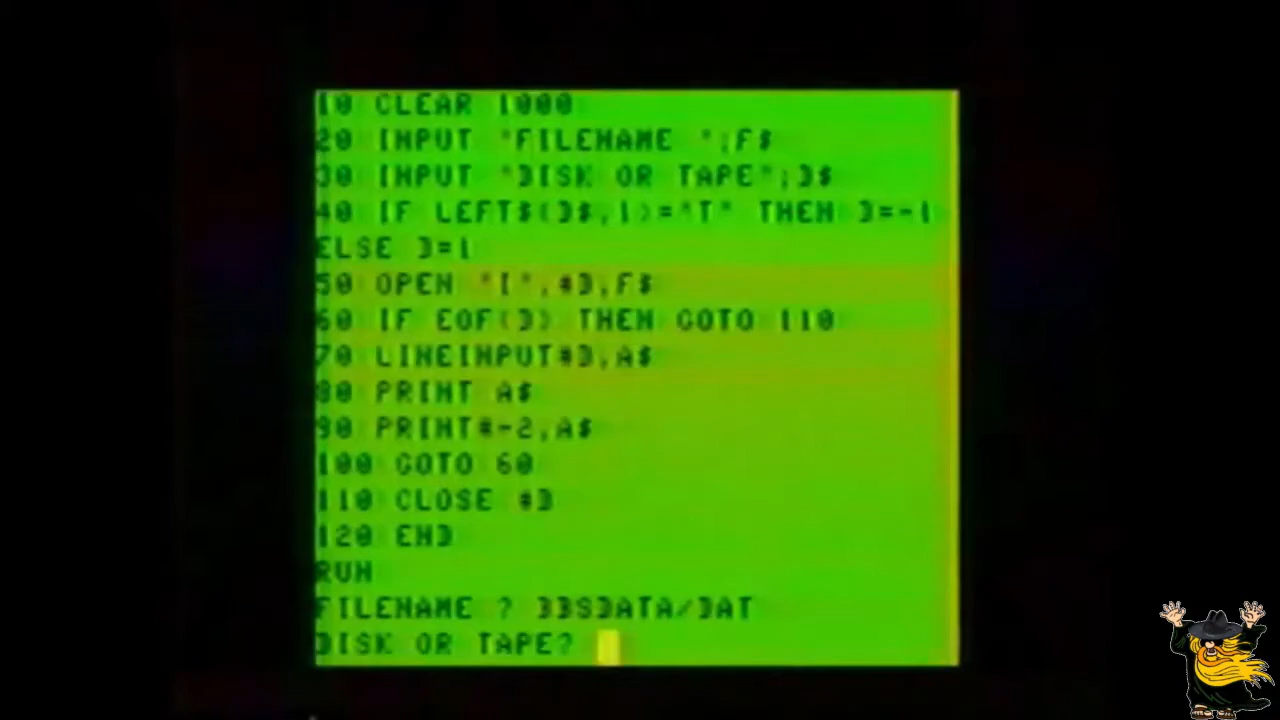 10 CLEAR 1000
20 INPUT "FILENAME ";F$
30 INPUT "DISK OR TAPE";D$
40 IF LEFT$(D$,1)="T" THEN D=-1
ELSE D=1
50 OPEN "I",#D,F$
60 IF EOF(D) THEN GOTO 110
70 LINEINPUT#D,A$
80 PRINT A$
90 PRINT#-2,A$
100 GOTO 60
110 CLOSE #D
120 END
RUN
FILENAME ?
DISK OR TAPE?